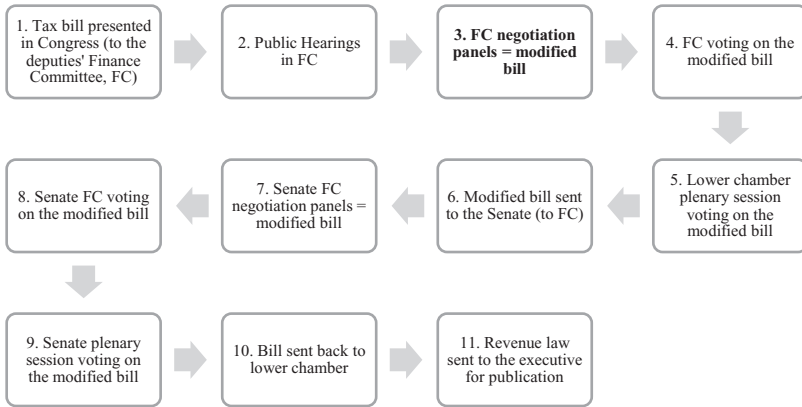 1. Tax bill presented
in Congress (to the
deputies' Finance
Committee, FC)
2. Public Hearings
in FC
3. FC negotiation
panels = modified
bill
4. FC voting on the
modified bill
5. Lower chamber
plenary session
voting on the
modified bill
6. Modified bill sent
to the Senate (to FC)
7. Senate FC
negotiation panels =
modified bill
8. Senate FC voting
on the modified bill
9. Senate plenary
session voting on
the modified bill
10. Bill sent back to
lower chamber
11. Revenue law
sent to the executive
for publication